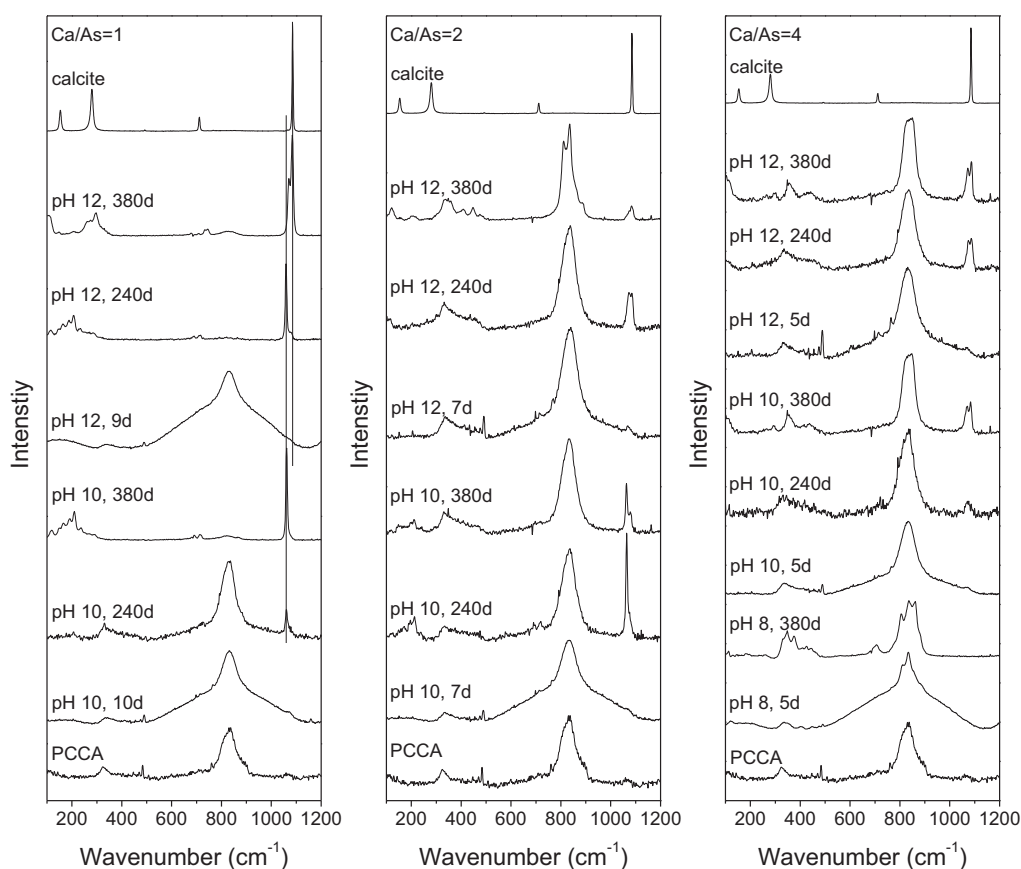 Ca/As=1
calcite
pH 12, 380d
pH 12, 240d
pH 12, 9d
pH 10, 380d
pH 10, 240d
pH 10, 10d
PCCA
Intenstiy
200 400 600 800 1000 1200
Wavenumber (cm-1)
Ca/As=2
calcite
pH 12, 380d
pH 12, 240d
pH 12, 7d
pH 10, 380d
pH 10, 240d
pH 10, 7d
PCCA
Intenstiy
200 400 600 800 1000 1200
Wavenumber (cm-1)
Ca/As=4
calcite
pH 12, 380d
pH 12, 240d
pH 12, 5d
pH 10, 380d
pH 10, 240d
pH 10, 5d
pH 8, 380d
pH 8, 5d
PCCA
Intenstiy
200 400 600 800 1000 1200
Wavenumber (cm-1)